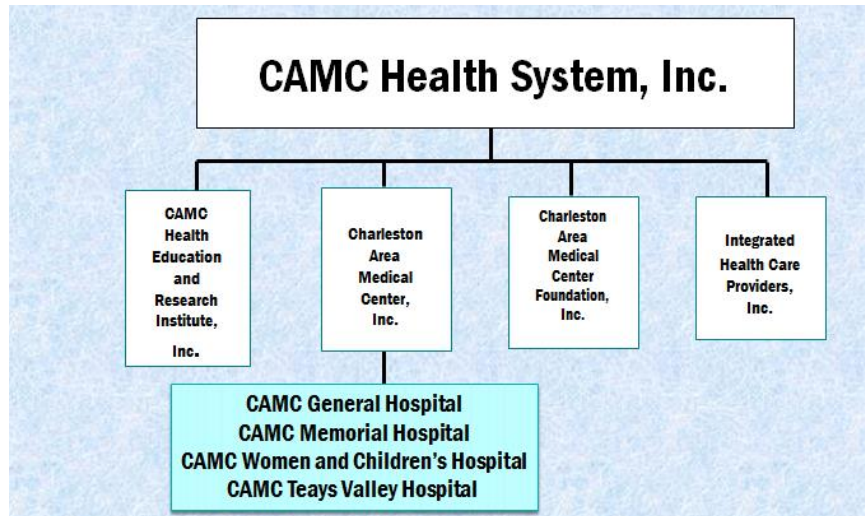 CAMC Health System, Inc.
CAMC
Health
Education
and
Research
Institute,
Inc.
Charleston
Area
Medical
Center,
Inc.
Charleston
Area
Medical
Center
Foundation,
Inc.
Integrated
Health Care
Providers,
Inc.
CAMC General Hospital
CAMC Memorial Hospital
CAMC Women and Children's Hospital
CAMC Teays Valley Hospital